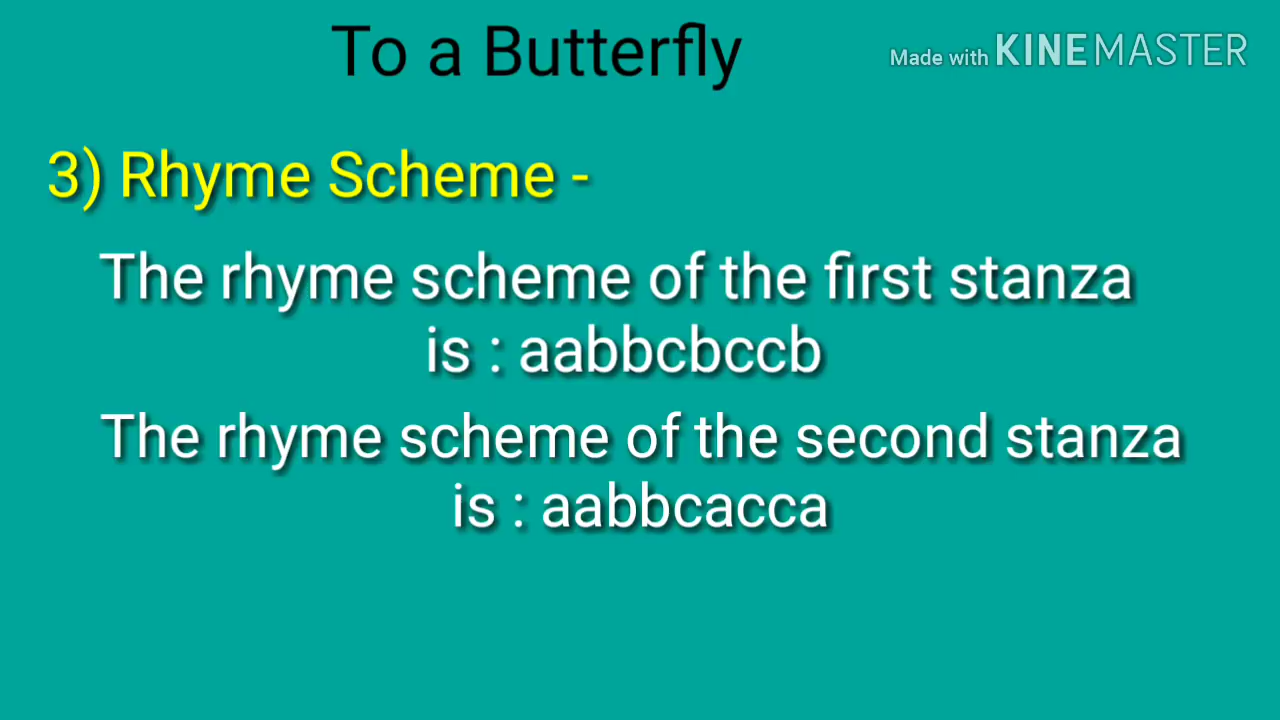 To a Butterfly
Made with KINEMASTER
3) Rhyme Scheme -
The rhyme scheme of the first stanza
is : aabbcbccb
The rhyme scheme of the second stanza
is : aabbcacca